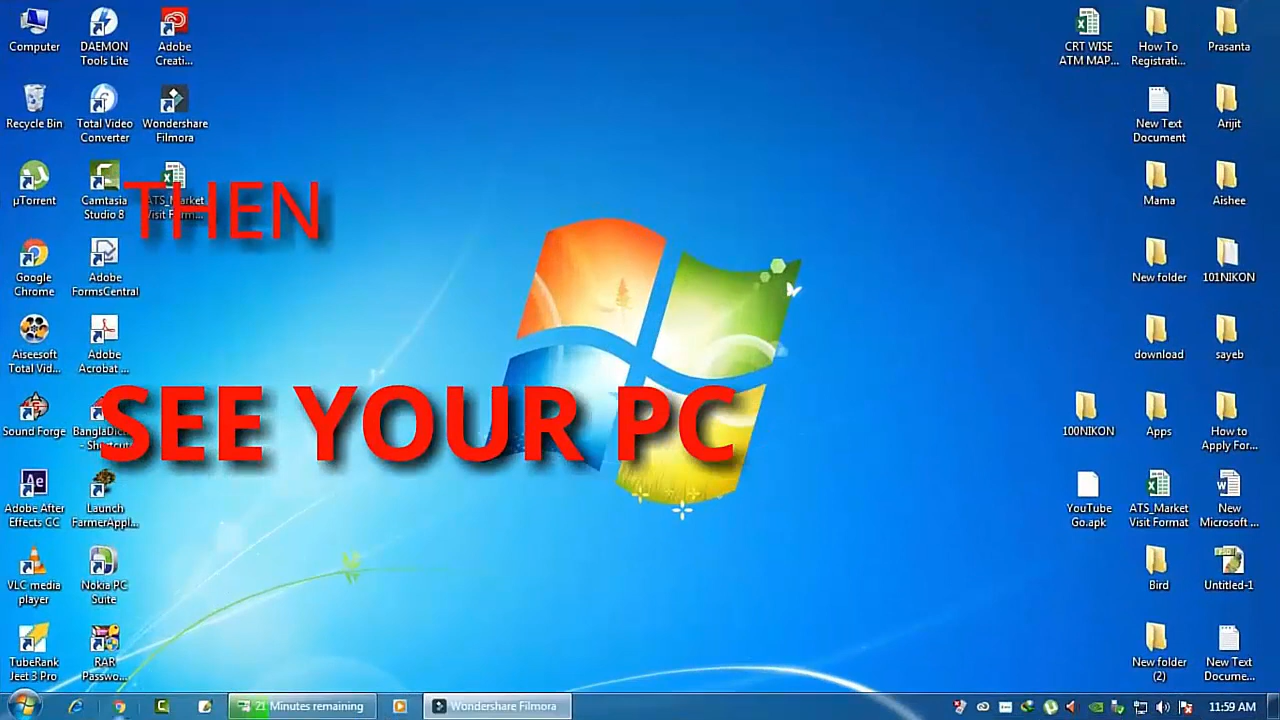 Computer
DAEMON
Tools Lite
Adobe
Creati...
Recycle Bin
Total Video
Converter
Wondershare
Filmora
µTorrent
Camtasia
Studio 8
ATS_Market
Visit Form...
THEN
Google
Chrome
Adobe
FormsCentral
Aiseesoft
Total Vid...
Adobe
Acrobat ...
SEE YOUR PC
Sound Forge
BanglaDic...
- Shortcut
Adobe After
Effects CC
Launch
FarmerAppl...
VLC media
player
Nokia PC
Suite
TubeRank
Jeet 3 Pro
RAR
Passwo...
CRT WISE
ATM MAP...
How To
Registrati...
Prasanta
New Text
Document
Arijit
Mama
Aishee
New folder
101NIKON
download
sayeb
100NIKON
Apps
How to
Apply For...
YouTube
Go.apk
ATS_Market
Visit Format
New
Microsoft ...
Bird
Untitled-1
New folder
(2)
New Text
Docume...
21 Minutes remaining
Wondershare Filmora
11:59 AM